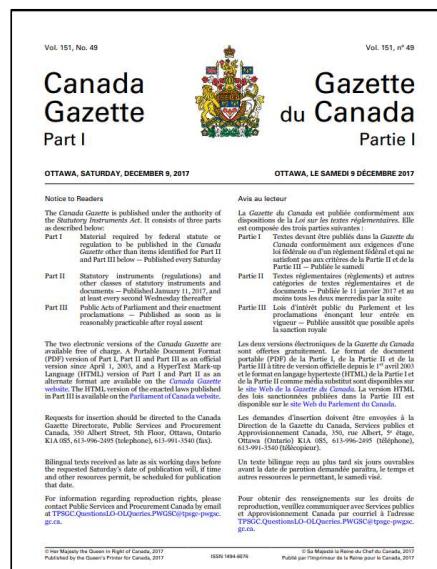 Vol. 151, No. 49
Vol. 151, nº 49
Canada
Gazette
Part I
Gazette
du Canada
Partie I
OTTAWA, SATURDAY, DECEMBER 9, 2017
OTTAWA, LE SAMEDI 9 DÉCEMBRE 2017
Notice to Readers
The Canada Gazette is published under the authority of
the Statutory Instruments Act. It consists of three parts
as described below:
Part I Material required by federal statute or
regulation to be published in the Canada
Gazette other than items identified for Part II
and Part III below — Published every Saturday
Part II Statutory instruments (regulations) and
other classes of statutory instruments and
documents — Published January 11, 2017, and
at least every second Wednesday thereafter
Part III Public Acts of Parliament and their enactment
proclamations — Published as soon as is
reasonably practicable after royal assent
The two electronic versions of the Canada Gazette are
available free of charge. A Portable Document Format
(PDF) version of Part I, Part II and Part III as an official
version since April 1, 2003, and a HyperText Mark-up
Language (HTML) version of Part I and Part II as an
alternate format are available on the Canada Gazette
website. The HTML version of the enacted laws published
in Part III is available on the Parliament of Canada website.
Requests for insertion should be directed to the Canada
Gazette Directorate, Public Services and Procurement
Canada, 350 Albert Street, 5th Floor, Ottawa, Ontario
K1A 0S5, 613-996-2495 (telephone), 613-991-3540 (fax).
Bilingual texts received as late as six working days before
the requested Saturday's date of publication will, if time
and other resources permit, be scheduled for publication
that date.
For information regarding reproduction rights, please
contact Public Services and Procurement Canada by email
at TPSGC.QuestionsLO-OLQueries.PWGSC@tpsgc-pwgsc.
gc.ca.
Avis au lecteur
La Gazette du Canada est publiée conformément aux
dispositions de la Loi sur les textes réglementaires. Elle
est composée des trois parties suivantes :
Partie I Textes devant être publiés dans la Gazette
du Canada conformément aux exigences d'une
loi fédérale ou d'un règlement fédéral et qui ne
satisfont pas aux critères de la Partie II et de la
Partie III — Publiée le samedi
Partie II Textes réglementaires (règlements) et autres
catégories de textes réglementaires et de
documents — Publiée le 11 janvier 2017 et au
moins tous les deux mercredis par la suite
Partie III Lois d'intérêt public du Parlement et les
proclamations énonçant leur entrée en
vigueur — Publiée aussitôt que possible après
la sanction royale
Les deux versions électroniques de la Gazette du Canada
sont offertes gratuitement. Le format de document
portable (PDF) de la Partie I, de la Partie II et de la
Partie III à titre de version officielle depuis le 1er avril 2003
et le format en langage hypertexte (HTML) de la Partie I et
de la Partie II comme média substitut sont disponibles sur
le site Web de la Gazette du Canada. La version HTML
des lois sanctionnées publiées dans la Partie III est
disponible sur le site Web du Parlement du Canada.
Les demandes d'insertion doivent être envoyées à la
Direction de la Gazette du Canada, Services publics et
Approvisionnement Canada, 350, rue Albert, 5e étage,
Ottawa (Ontario) K1A 0S5, 613-996-2495 (téléphone),
613-991-3540 (télécopieur).
Un texte bilingue reçu au plus tard six jours ouvrables
avant la date de parution demandée paraîtra, le temps et
autres ressources le permettant, le samedi visé.
Pour obtenir des renseignements sur les droits de
reproduction, veuillez communiquer avec Services publics
et Approvisionnement Canada par courriel à l'adresse
TPSGC.QuestionsLO-OLQueries.PWGSC@tpsgc-pwgsc.
gc.ca.
© Her Majesty the Queen in Right of Canada, 2017
Published by the Queen's Printer for Canada, 2017
ISSN 1494-6076
© Sa Majesté la Reine du Chef du Canada, 2017
Publié par l'Imprimeur de la Reine pour le Canada, 2017